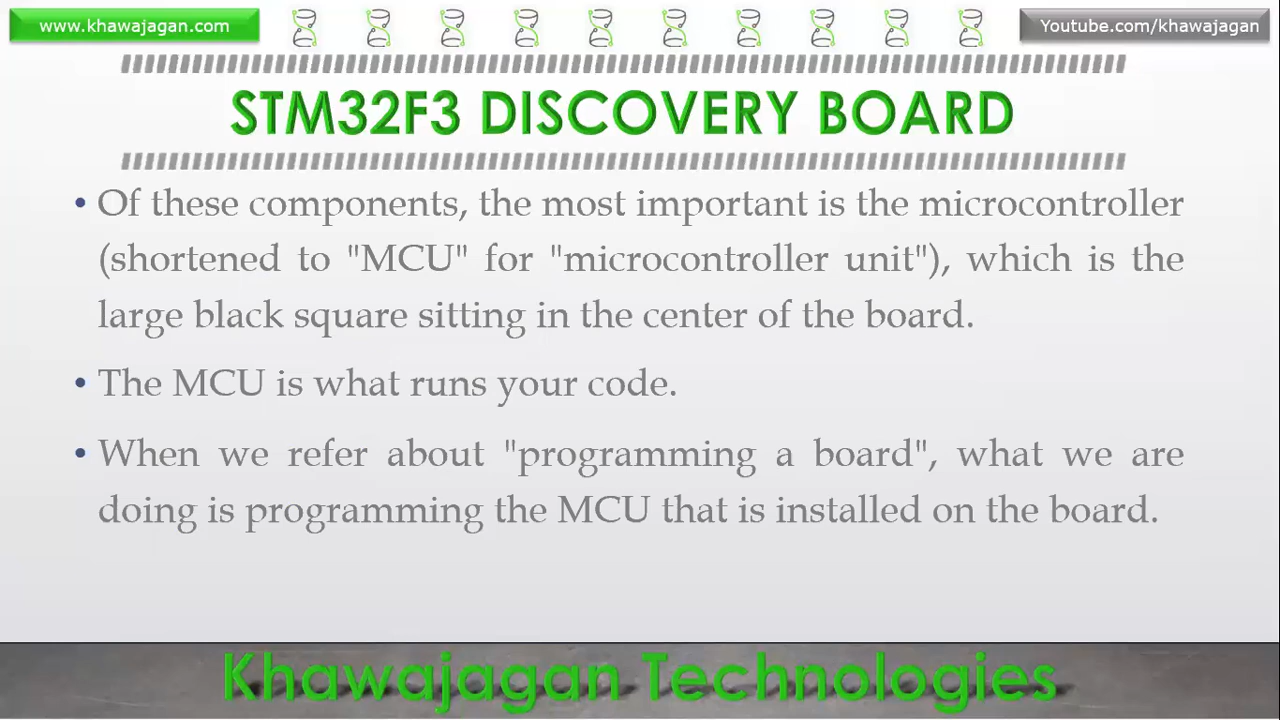 www.khawajagan.com
Youtube.com/khawajagan
STM32F3 DISCOVERY BOARD
• Of these components, the most important is the microcontroller
(shortened to "MCU" for "microcontroller unit"), which is the
large black square sitting in the center of the board.
• The MCU is what runs your code.
• When we refer about "programming a board", what we are
doing is programming the MCU that is installed on the board.
Khawajagan Technologies